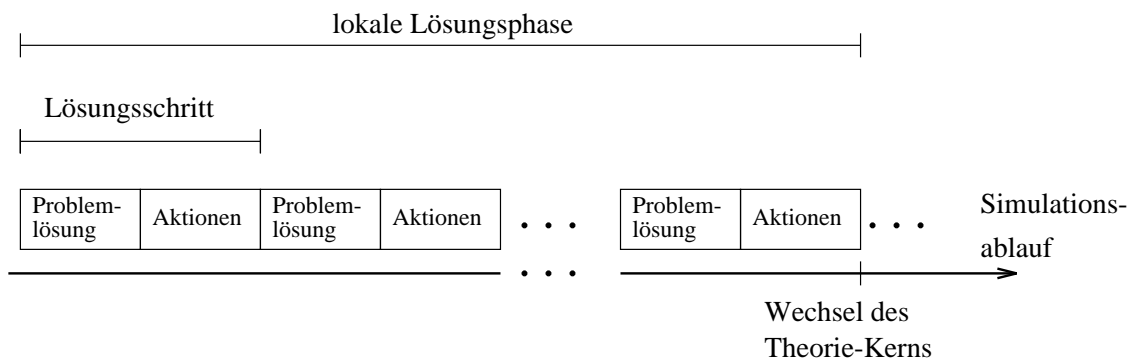 lokale Lösungsphase
Lösungsschritt
Problem-
lösung
Aktionen
Problem-
lösung
Aktionen
. . .
Problem-
lösung
Aktionen
. . .
Simulations-
ablauf
. . .
Wechsel des
Theorie-Kerns